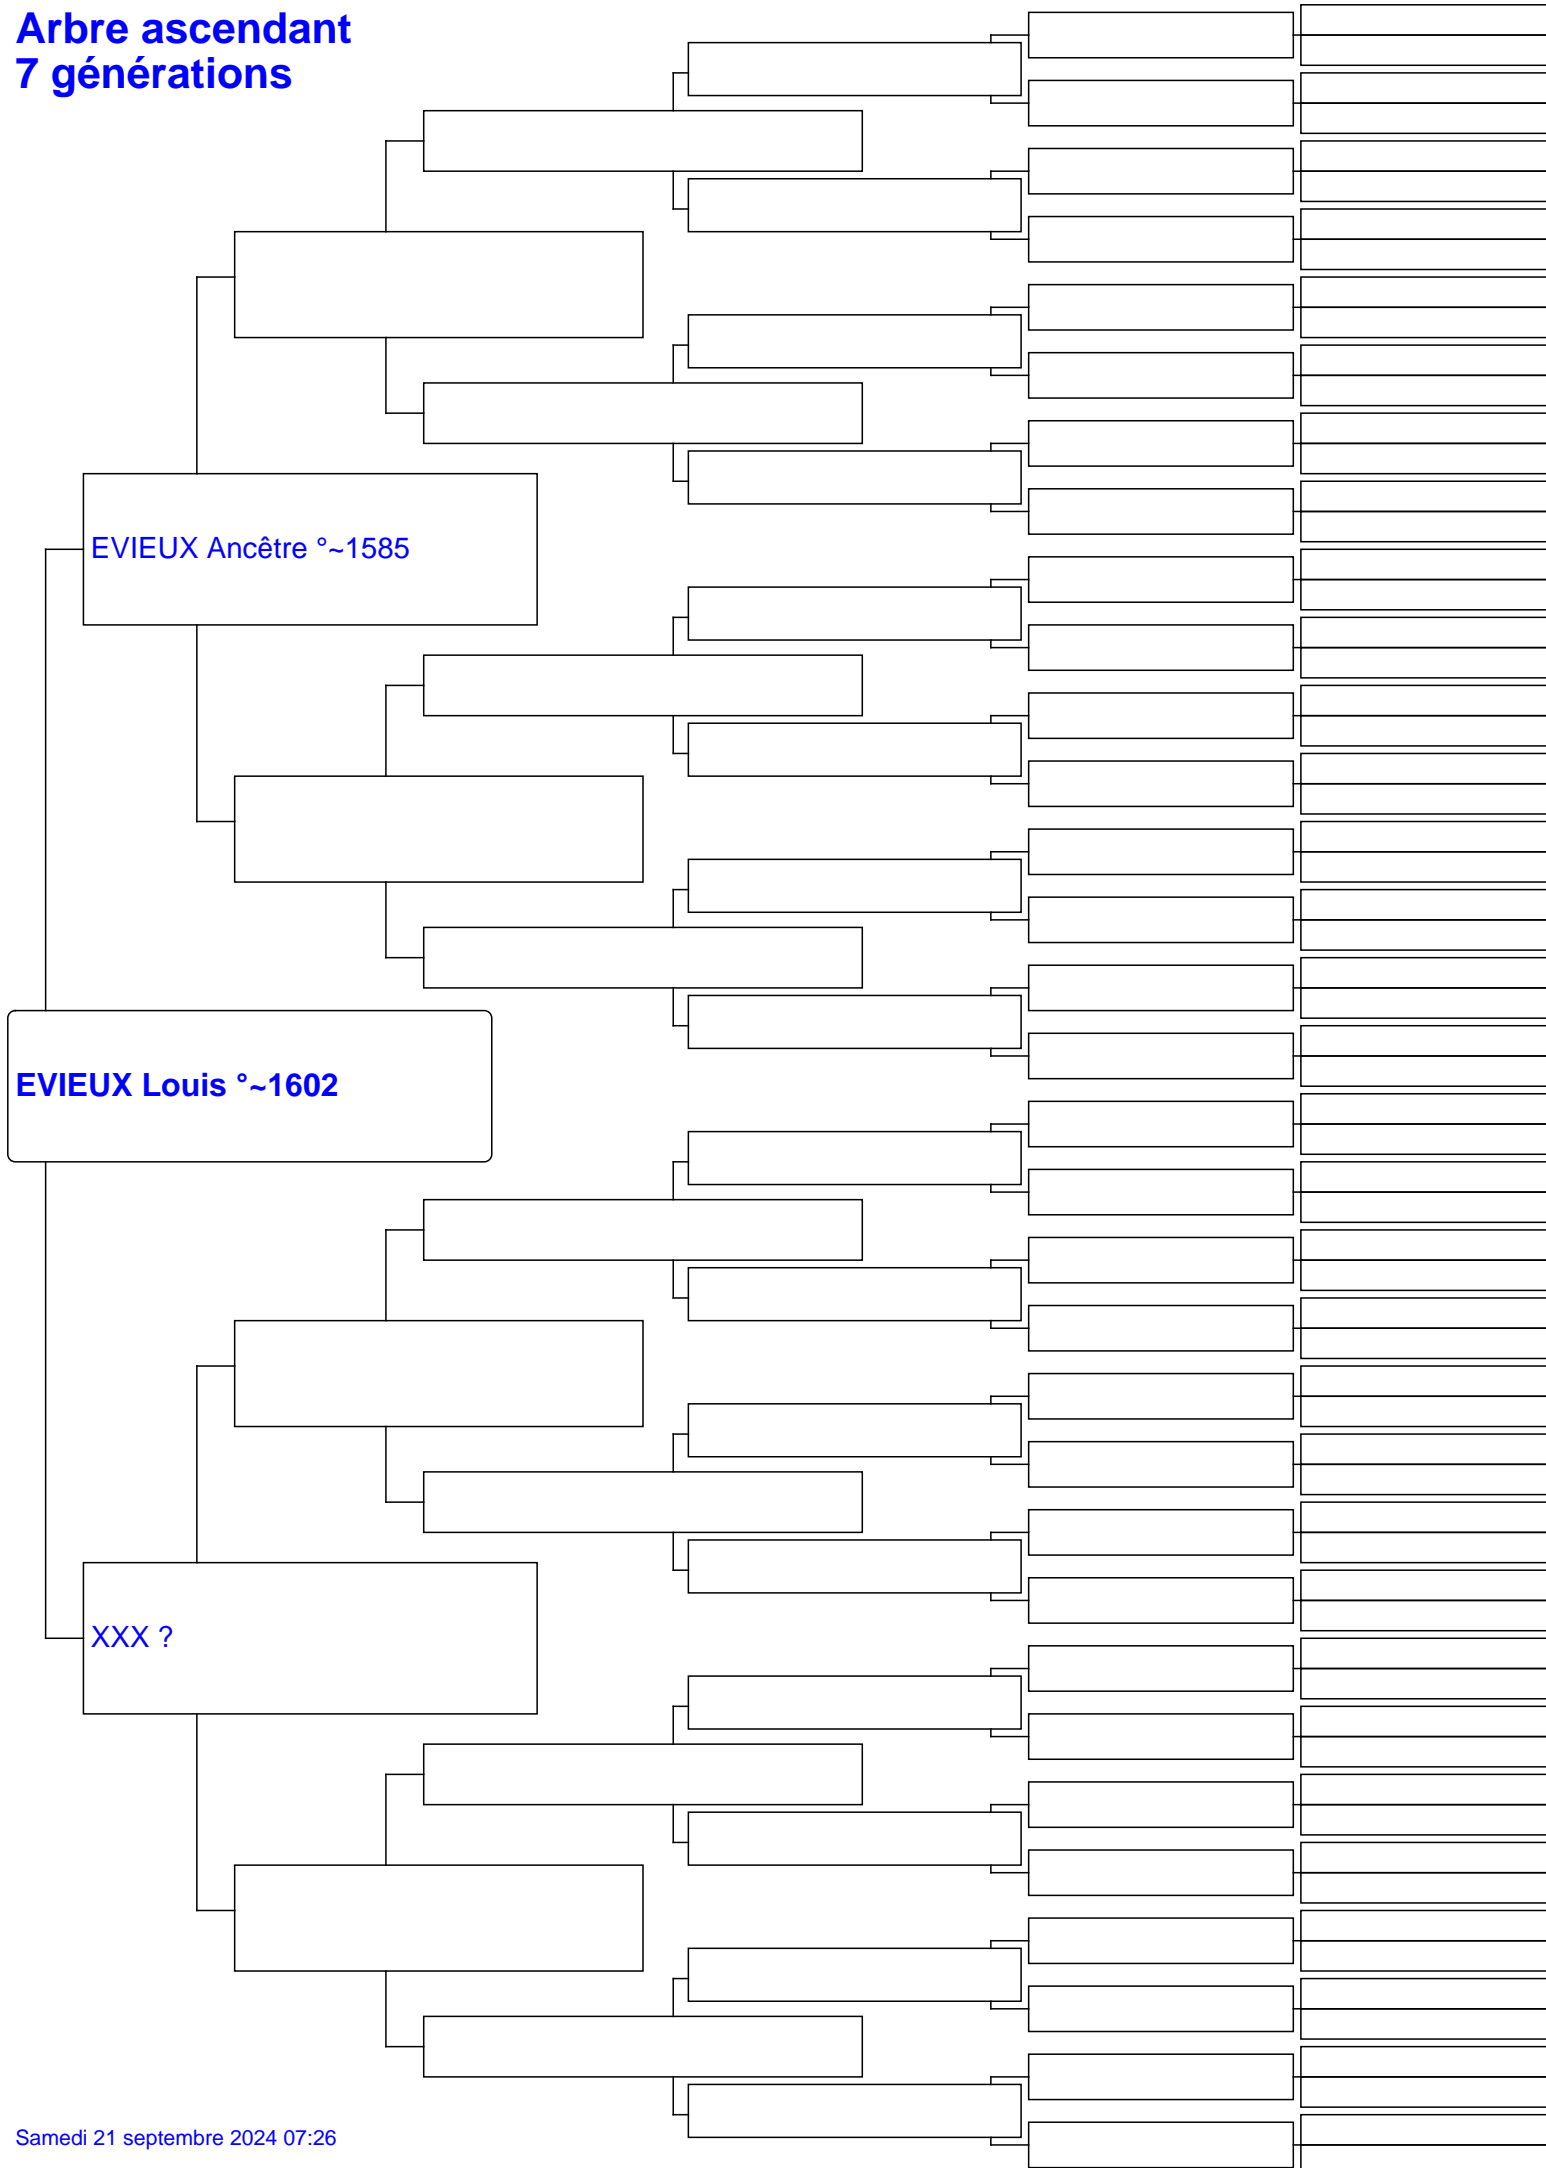 Arbre ascendant
7 générations
EVIEUX Ancêtre °~1585
EVIEUX Louis °~1602
XXX ?
Samedi 21 septembre 2024 07:26